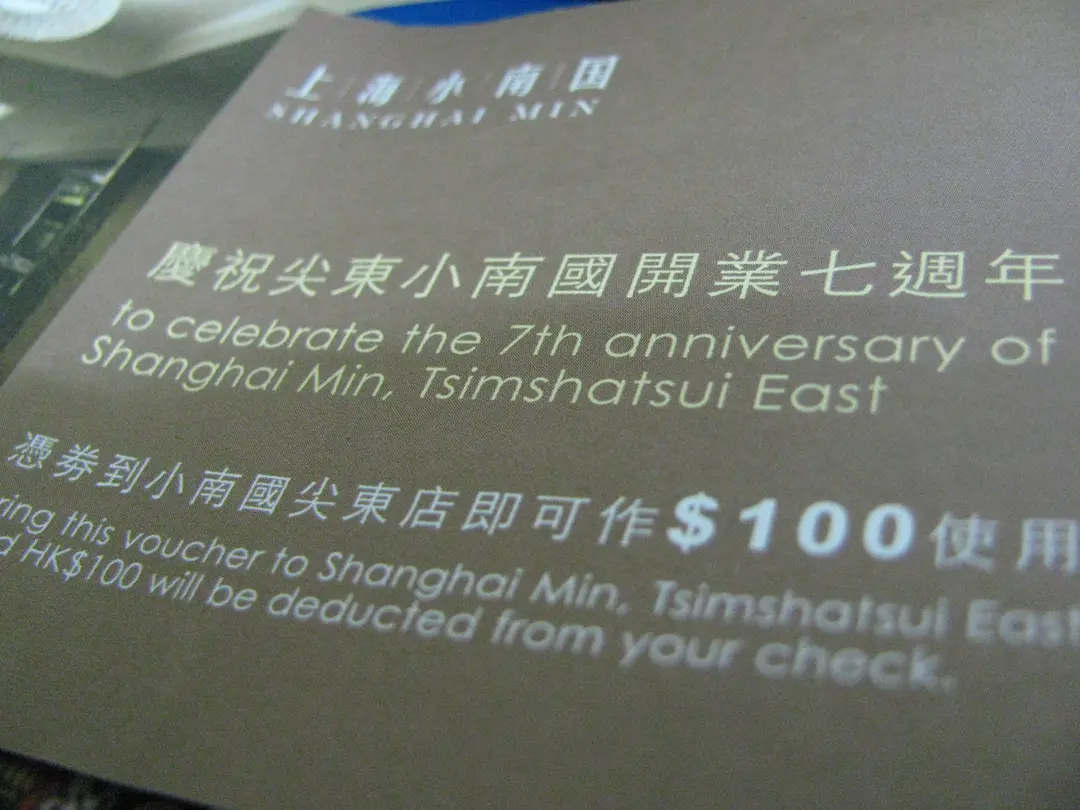 上海小南国
SHANGHAI MIN
慶祝尖東小南國開業七週年
to celebrate the 7th anniversary of
Shanghai Min, Tsimshatsui East
憑券到小南國尖東店即可作$100使用
ring this voucher to Shanghai Min, Tsimshatsui East
d HK$100 will be deducted from your check.